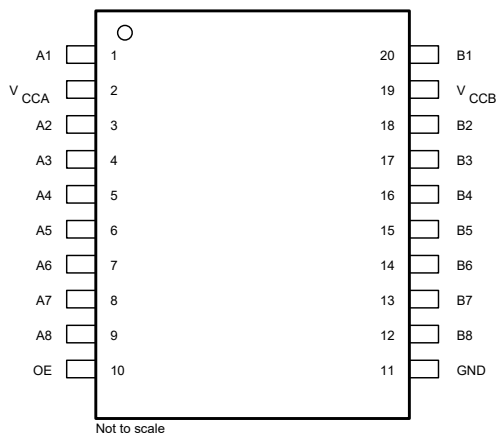 A1 1 20 B1
VCCA 2 19 VCCB
A2 3 18 B2
A3 4 17 B3
A4 5 16 B4
A5 6 15 B5
A6 7 14 B6
A7 8 13 B7
A8 9 12 B8
OE 10 11 GND
Not to scale